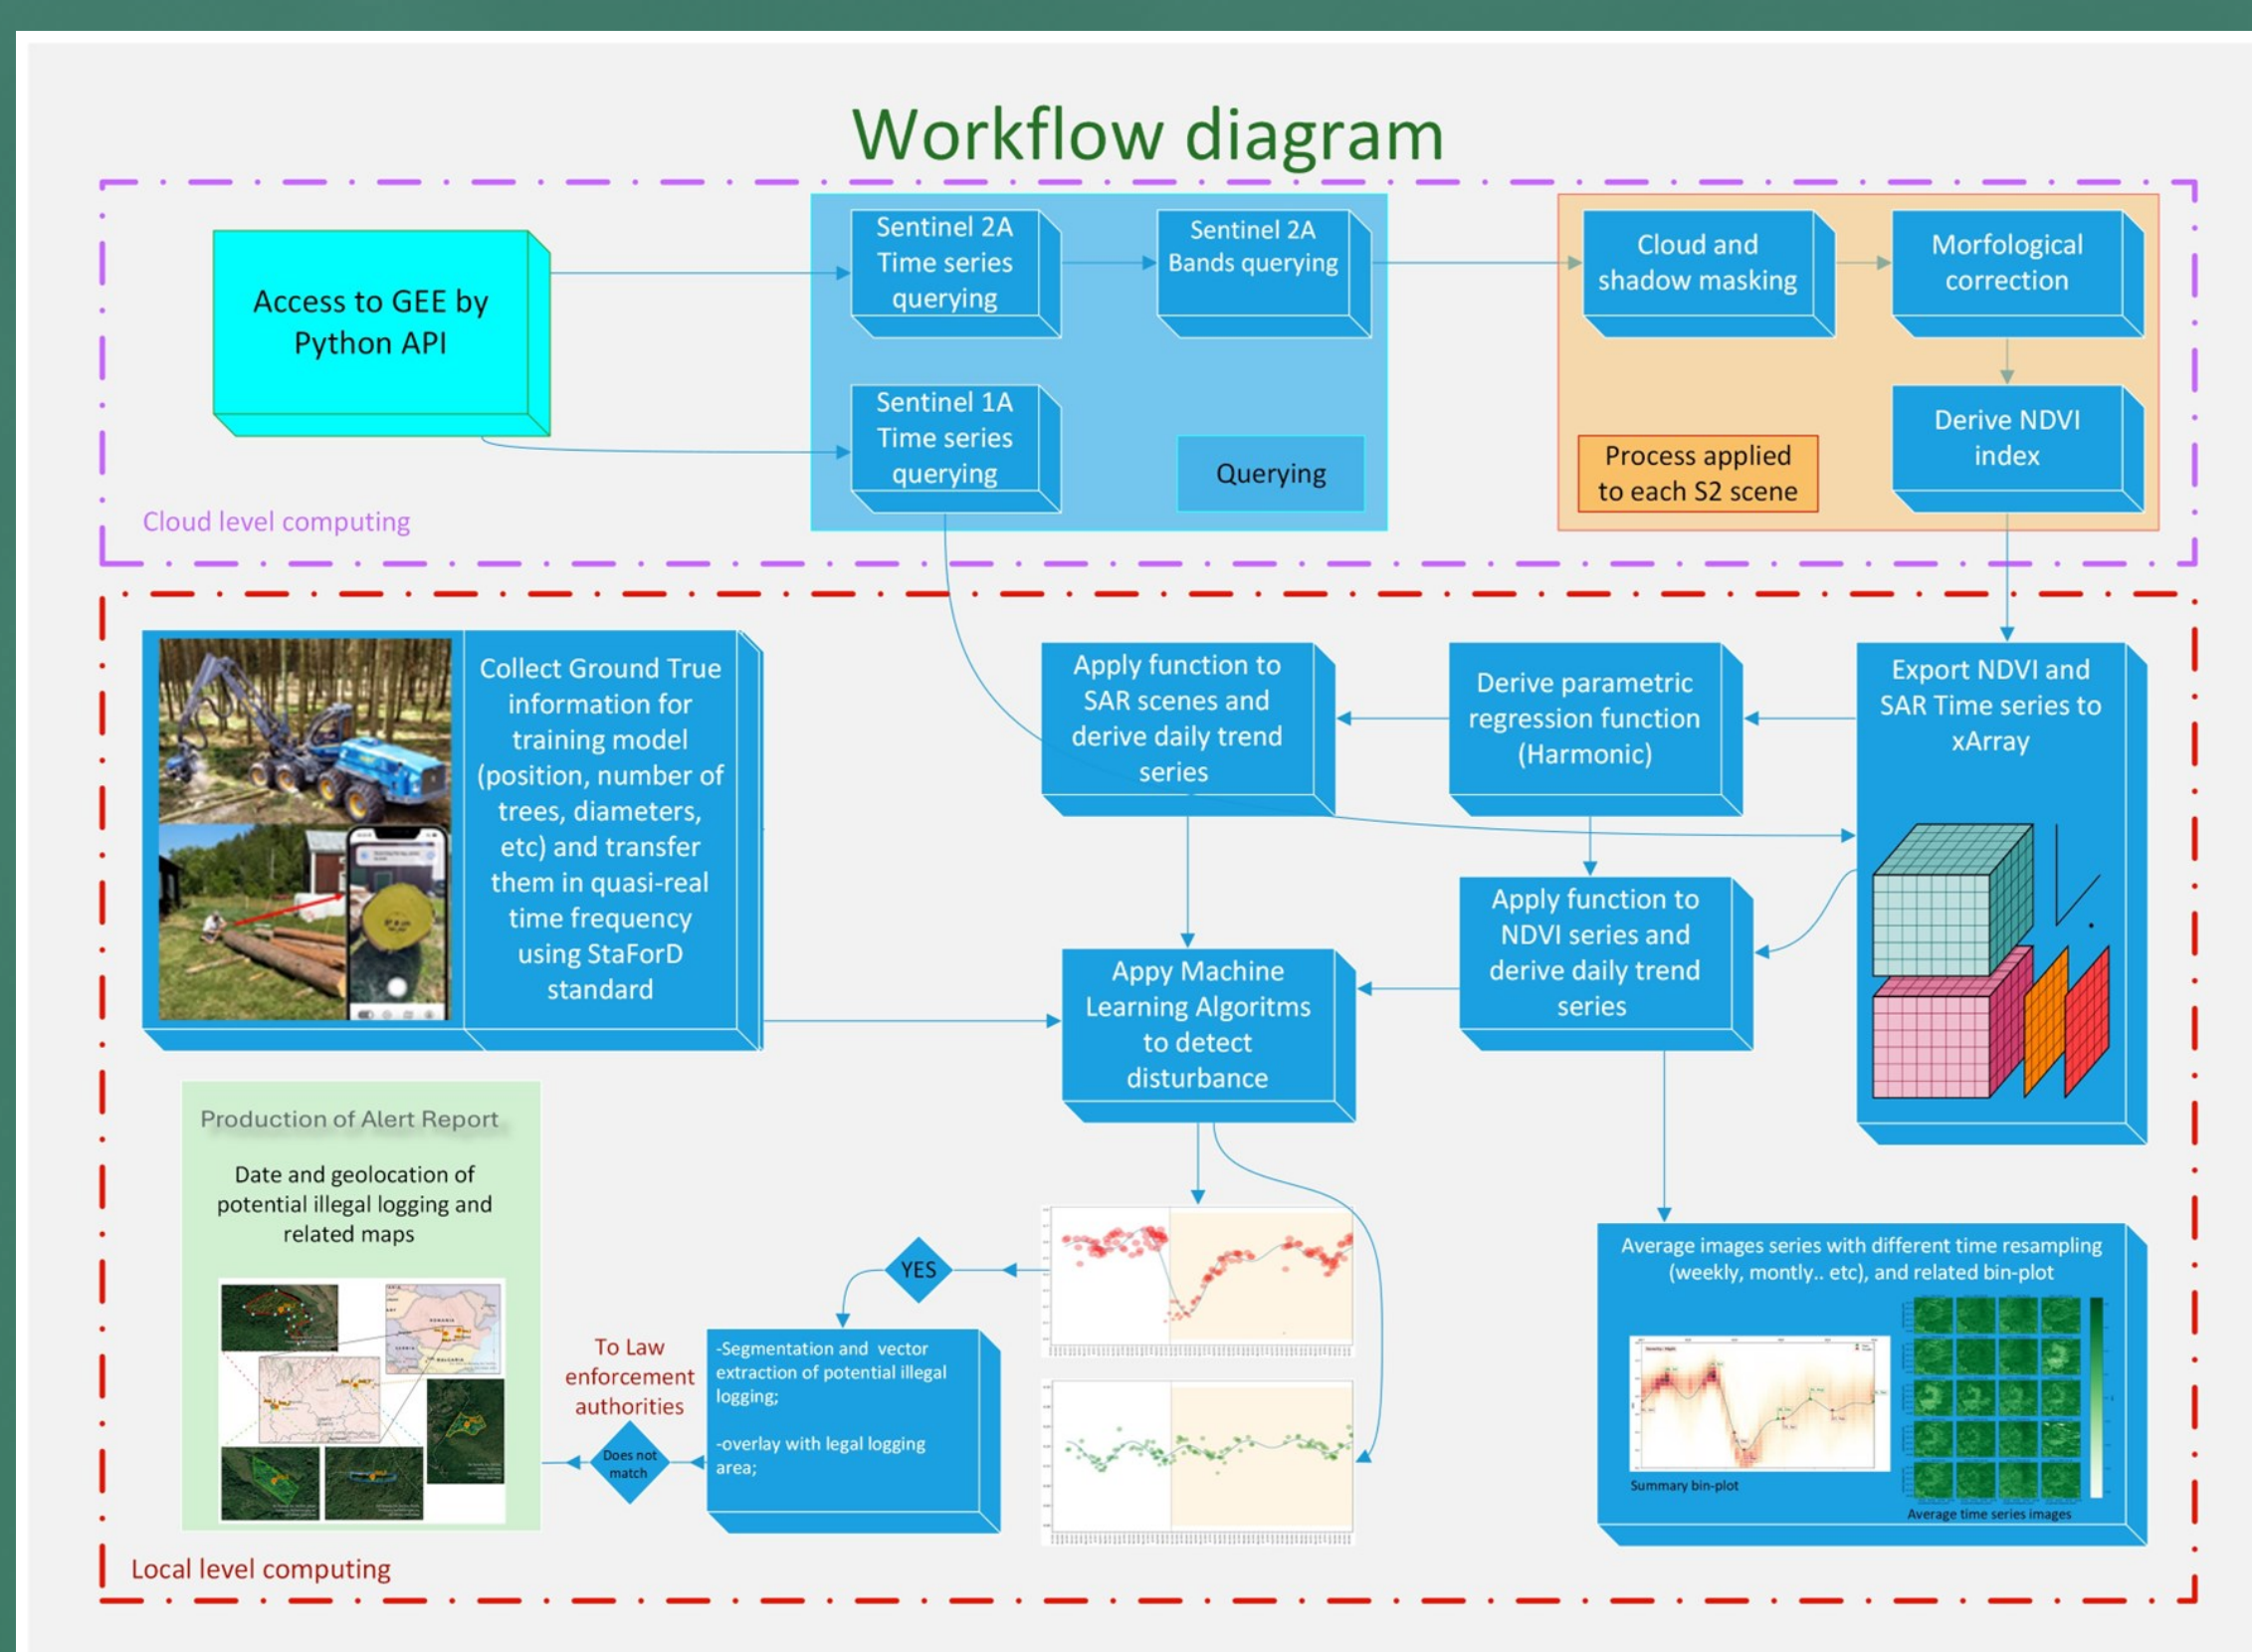 Workflow diagram
Access to GEE by
Python API
Sentinel 2A
Time series
querying
Sentinel 2A
Bands querying
Sentinel 1A
Time series
querying
Querying
Cloud and
shadow masking
Morfological
correction
Derive NDVI
index
Process applied
to each S2 scene
Cloud level computing
Collect Ground True
information for
training model
(position, number of
trees, diameters,
etc) and transfer
them in quasi-real
time frequency
using StaForD
standard
Apply function to
SAR scenes and
derive daily trend
series
Derive parametric
regression function
(Harmonic)
Export NDVI and
SAR Time series to
xArray
Apply function to
NDVI series and
derive daily trend
series
Appy Machine
Learning Algoritms
to detect
disturbance
Production of Alert Report
Date and geolocation of
potential illegal logging and
related maps
YES
To Law
enforcement
authorities
Does not
match
-Segmentation and vector
extraction of potential illegal
logging;
-overlay with legal logging
area;
Average images series with different time resampling
(weekly, montly.. etc), and related bin-plot
Summary bin-plot
Average time series images
Local level computing